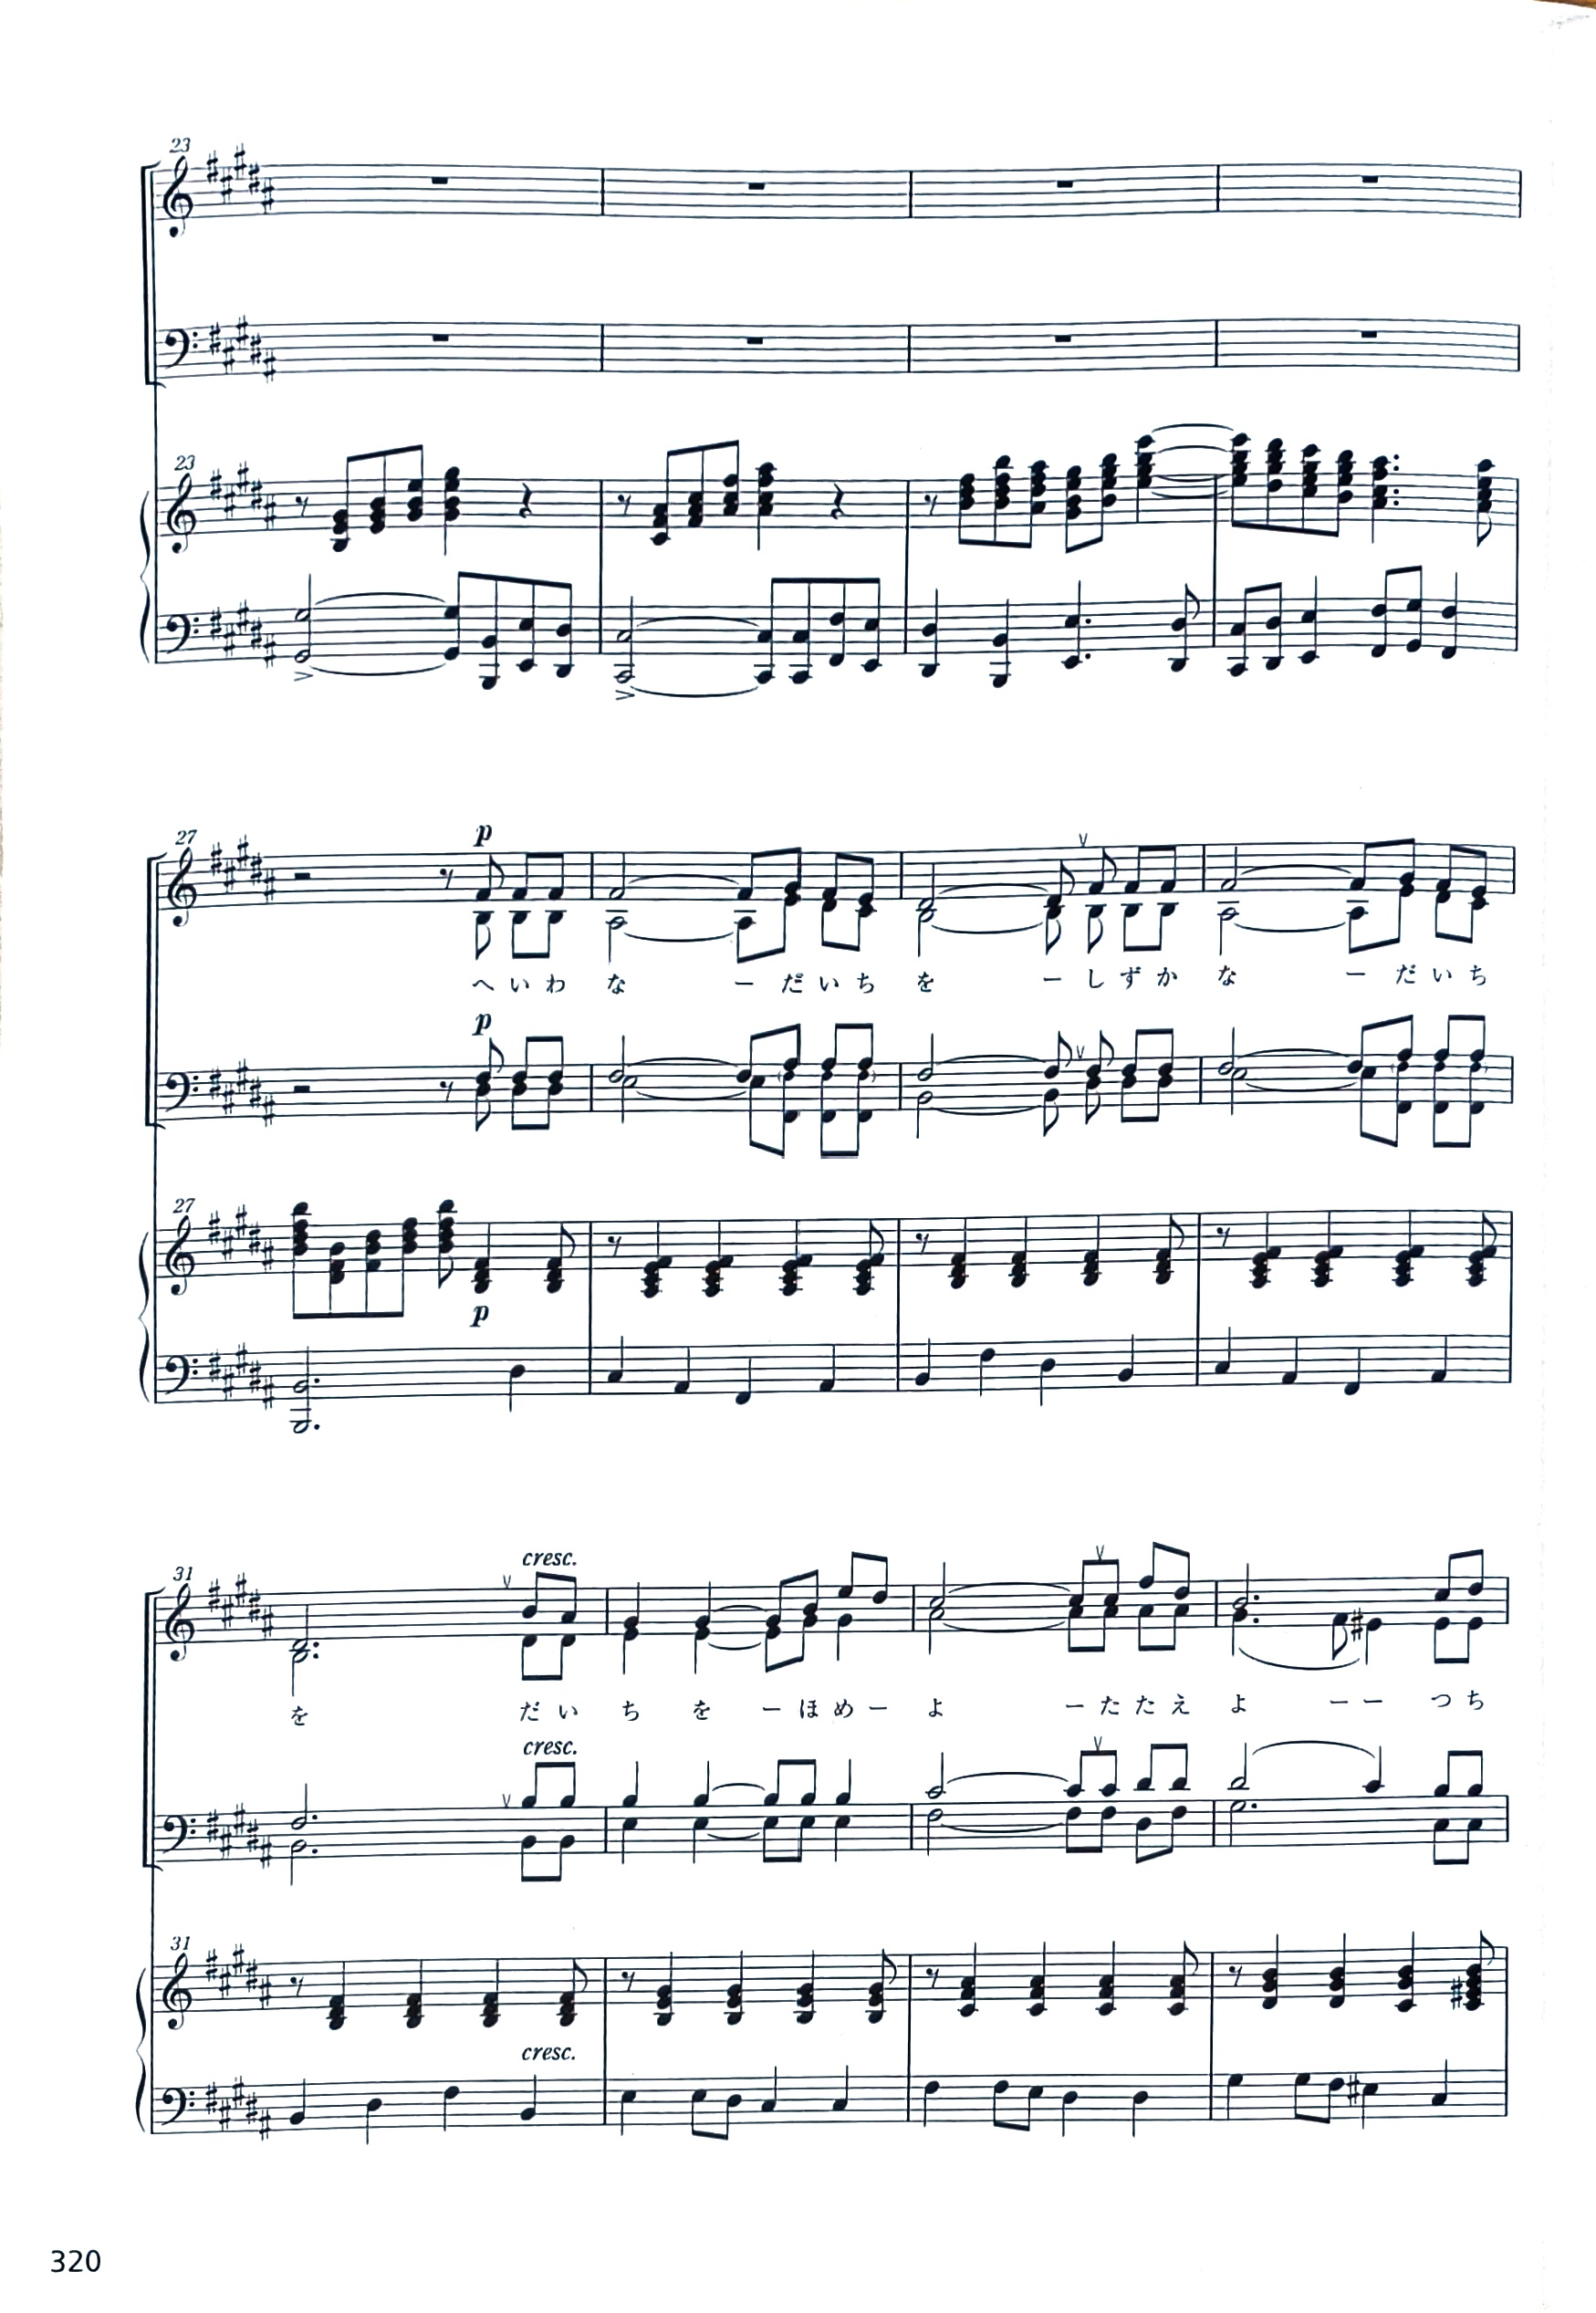 23
23
27
p
へ い わ な ー だ い ち を ー し ず か な ー だ い ち
p
27
p
31
cresc.
を だ い ち を ー ほ め ー よ ー た た え よ ー ー つ ち
cresc.
31
cresc.
320